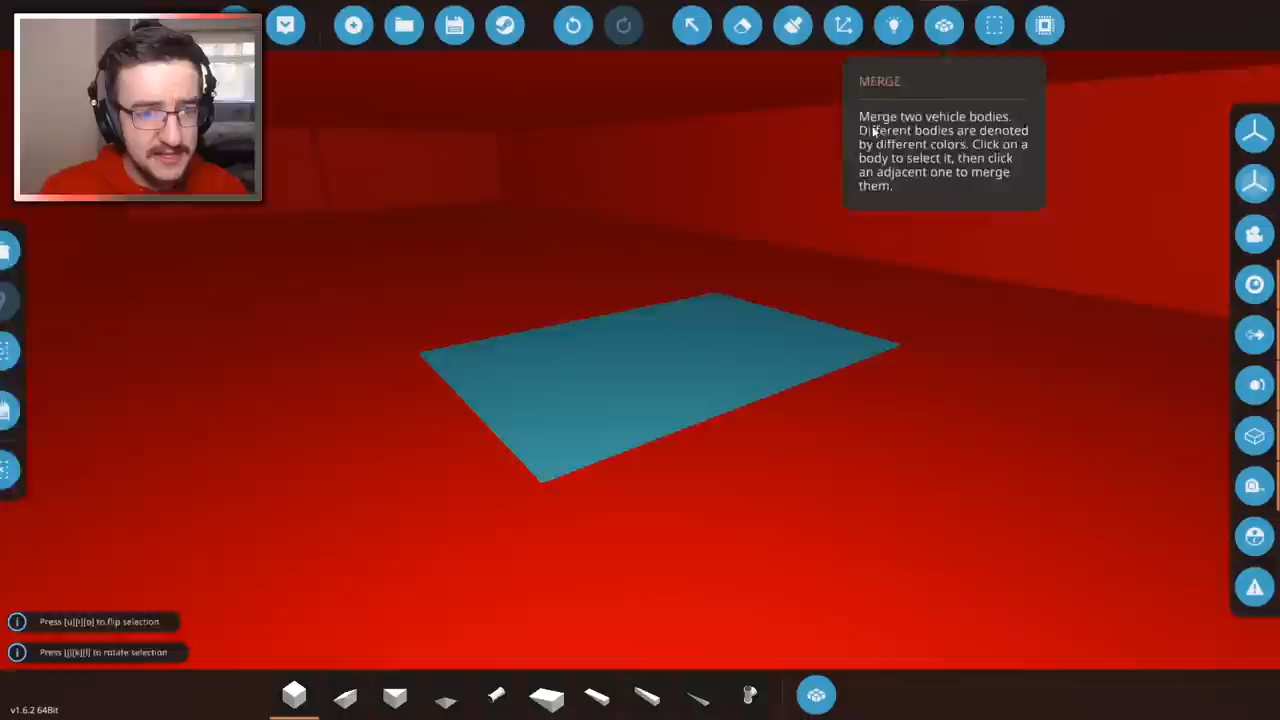 MERGE
Merge two vehicle bodies.
Different bodies are denoted
by different colors. Click on a
body to select it, then click
an adjacent one to merge
them.
Press [u][i][o] to flip selection
Press [j][k][l] to rotate selection
v1.6.2 64Bit